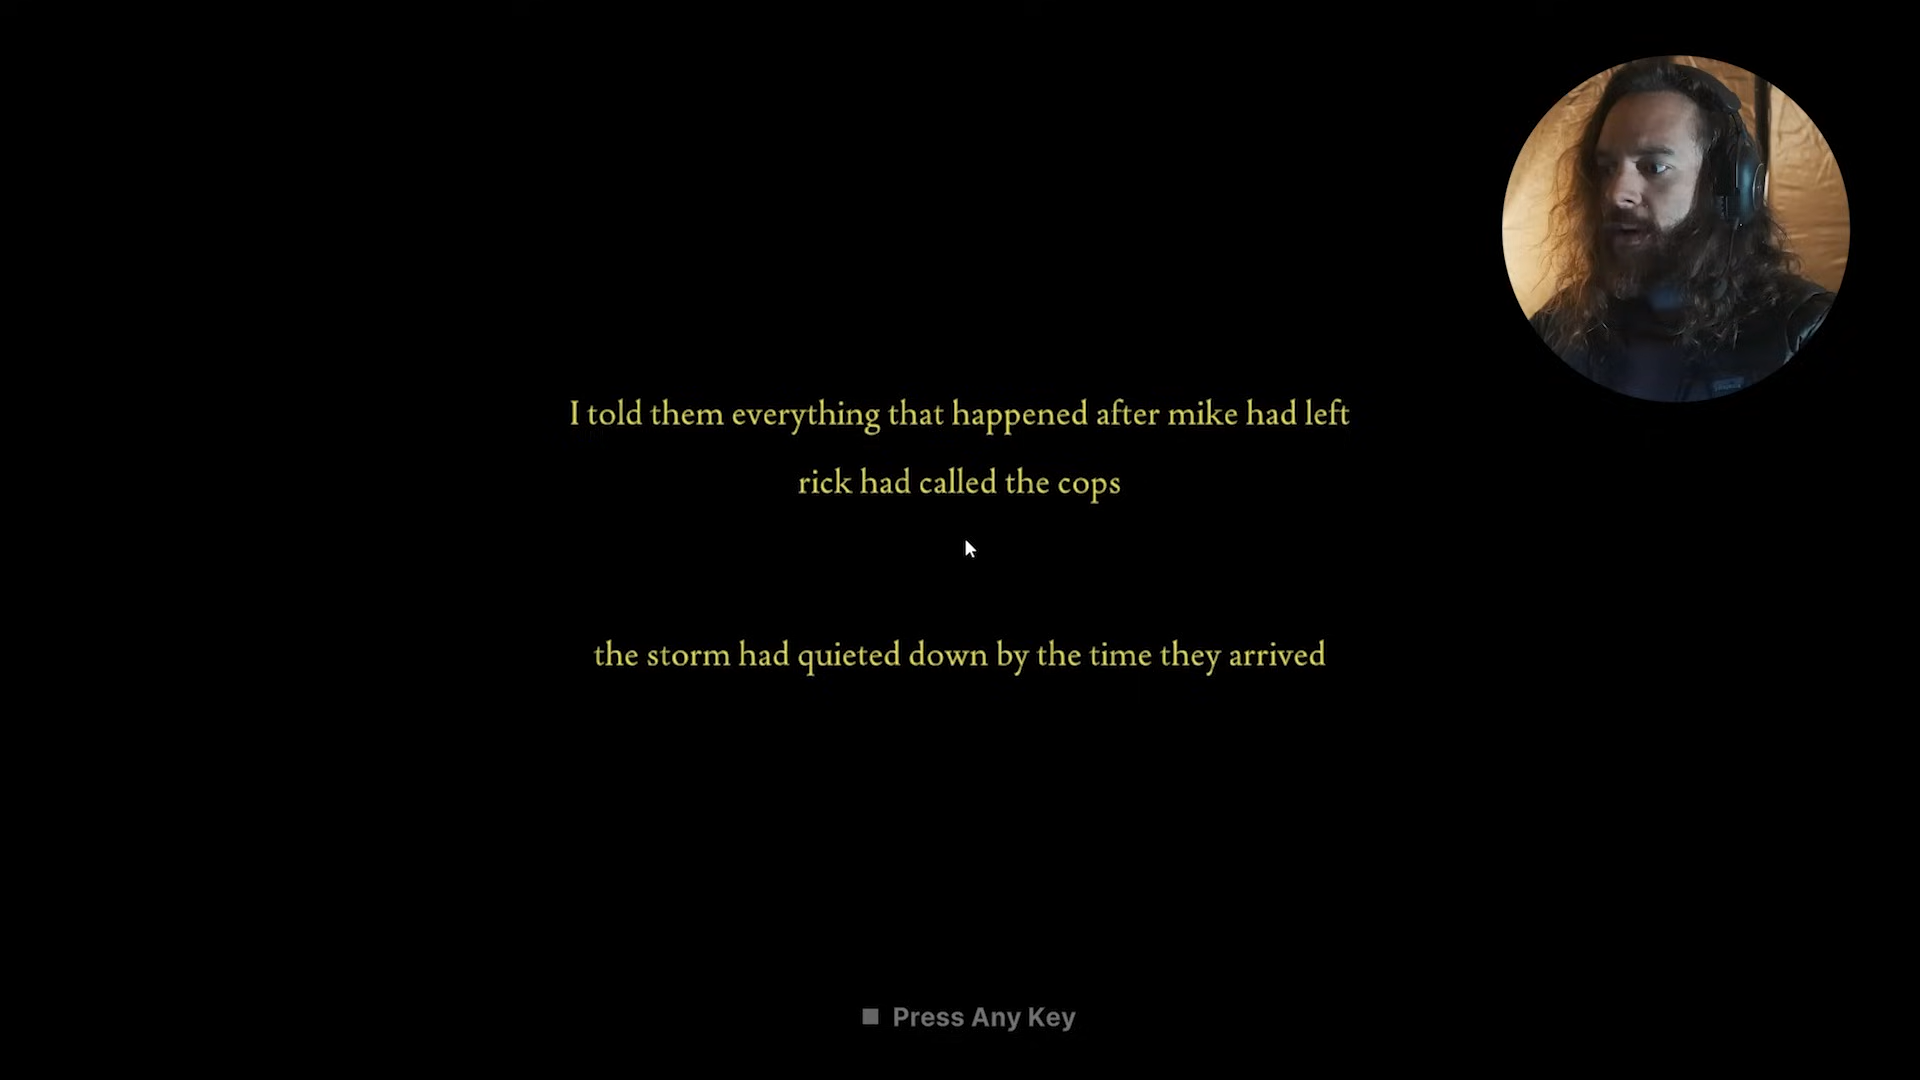 I told them everything that happened after mike had left
rick had called the cops
the storm had quieted down by the time they arrived
Press Any Key